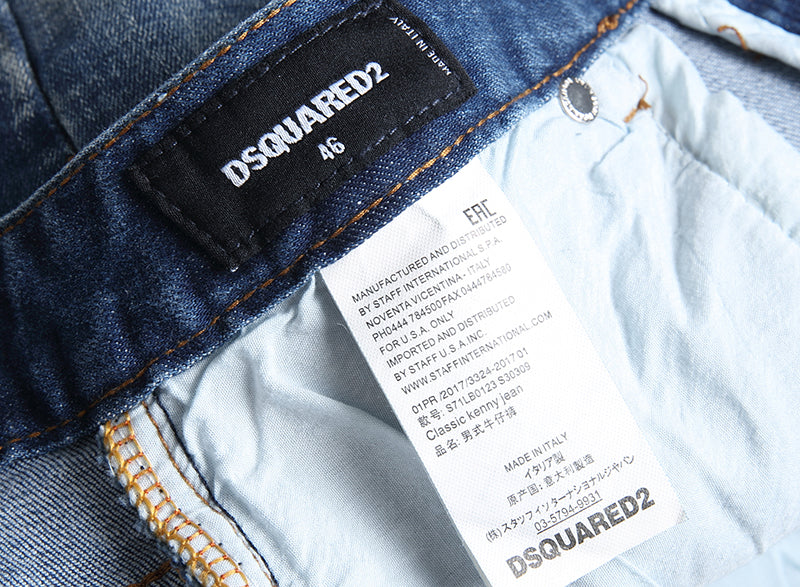 MADE IN ITALY
DSQUARED2
46
EAC
MANUFACTURED AND DISTRIBUTED
BY STAFF INTERNATIONAL S.P.A.
NOVENTA VICENTINA - ITALY
PH0444 784500 FAX 0444784560
FOR U.S.A. ONLY
IMPORTED AND DISTRIBUTED
BY STAFF U.S.A. INC.
WWW.STAFFINTERNATIONAL.COM
01PR /2017/3324-2017 01
款号: S71LB0123 S30309
Classic kenny jean
品名: 男式牛仔裤
MADE IN ITALY
イタリア製
原产国: 意大利製造
(株)スタッフインターナショナルジャパン
03-5794-9931
DSQUARED2